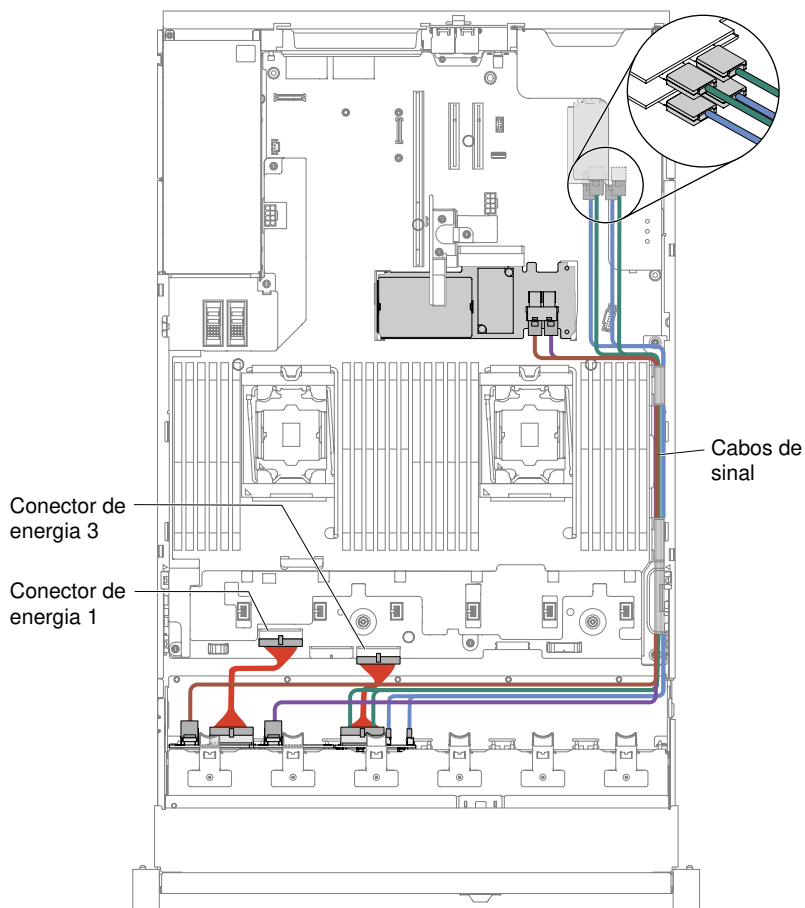 Cabos de
sinal
Conector de
energia 3
Conector de
energia 1